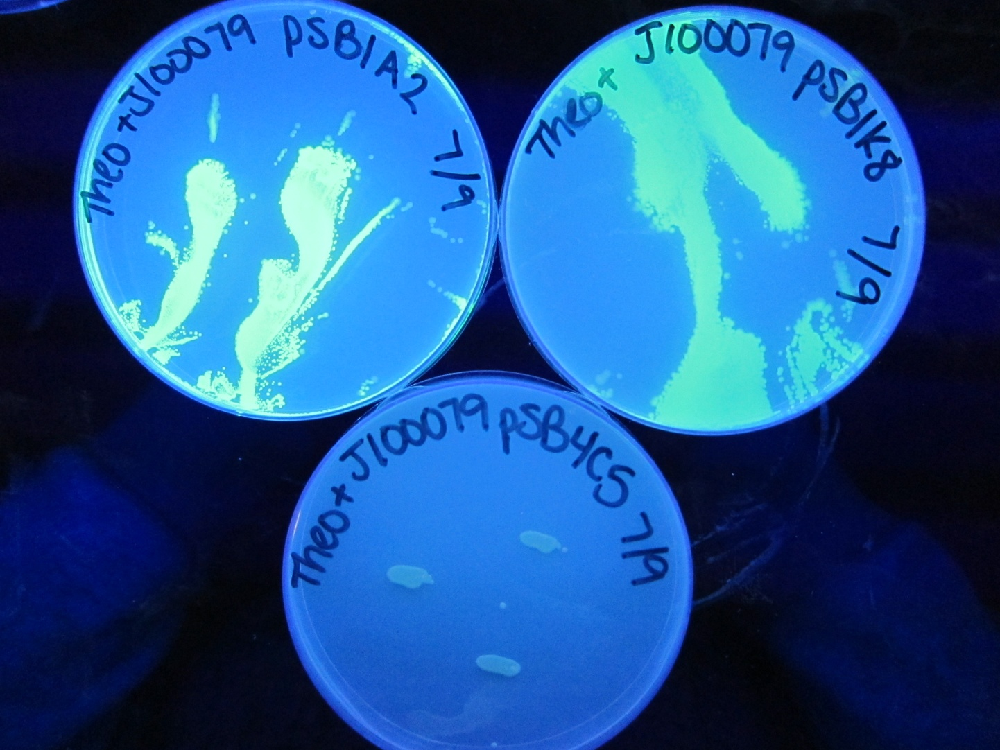 Theo + J100079 pSB1A2 7/9
Theo + J100079 pSB1K8 7/9
Theo + J100079 pSB4C5 7/9